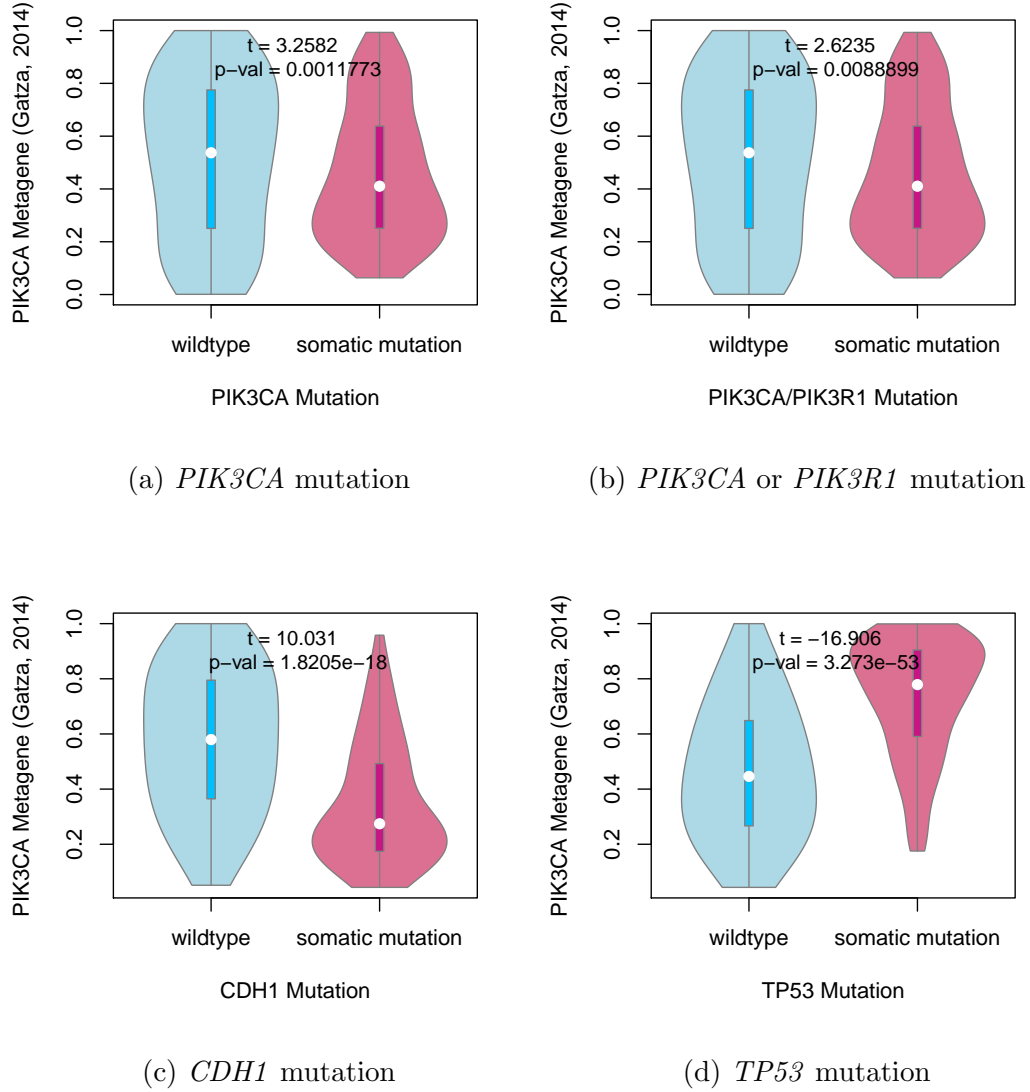 PIK3CA Metagene (Gatza, 2014)
0.0 0.2 0.4 0.6 0.8 1.0
t = 3.2582
p−val = 0.0011773
wildtype somatic mutation
PIK3CA Mutation
(a) PIK3CA mutation
PIK3CA Metagene (Gatza, 2014)
0.0 0.2 0.4 0.6 0.8 1.0
t = 2.6235
p−val = 0.0088899
wildtype somatic mutation
PIK3CA/PIK3R1 Mutation
(b) PIK3CA or PIK3R1 mutation
PIK3CA Metagene (Gatza, 2014)
0.2 0.4 0.6 0.8 1.0
t = 10.031
p−val = 1.8205e−18
wildtype somatic mutation
CDH1 Mutation
(c) CDH1 mutation
PIK3CA Metagene (Gatza, 2014)
0.2 0.4 0.6 0.8 1.0
t = −16.906
p−val = 3.273e−53
wildtype somatic mutation
TP53 Mutation
(d) TP53 mutation